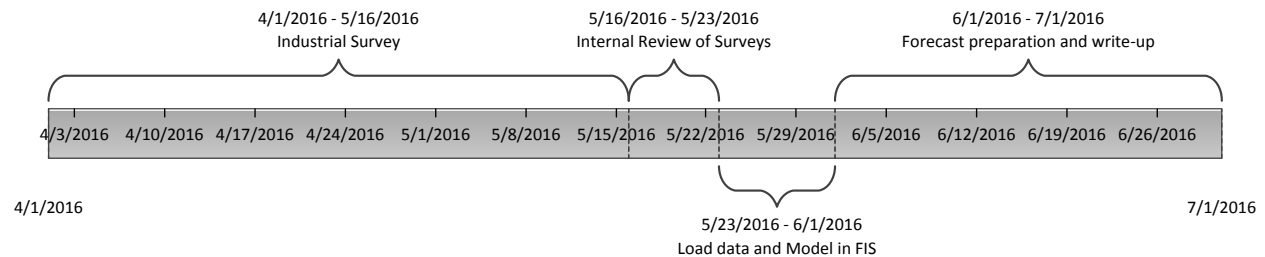 4/1/2016 - 5/16/2016
Industrial Survey
5/16/2016 - 5/23/2016
Internal Review of Surveys
6/1/2016 - 7/1/2016
Forecast preparation and write-up
4/3/2016 4/10/2016 4/17/2016 4/24/2016 5/1/2016 5/8/2016 5/15/2016 5/22/2016 5/29/2016 6/5/2016 6/12/2016 6/19/2016 6/26/2016
4/1/2016
7/1/2016
5/23/2016 - 6/1/2016
Load data and Model in FIS